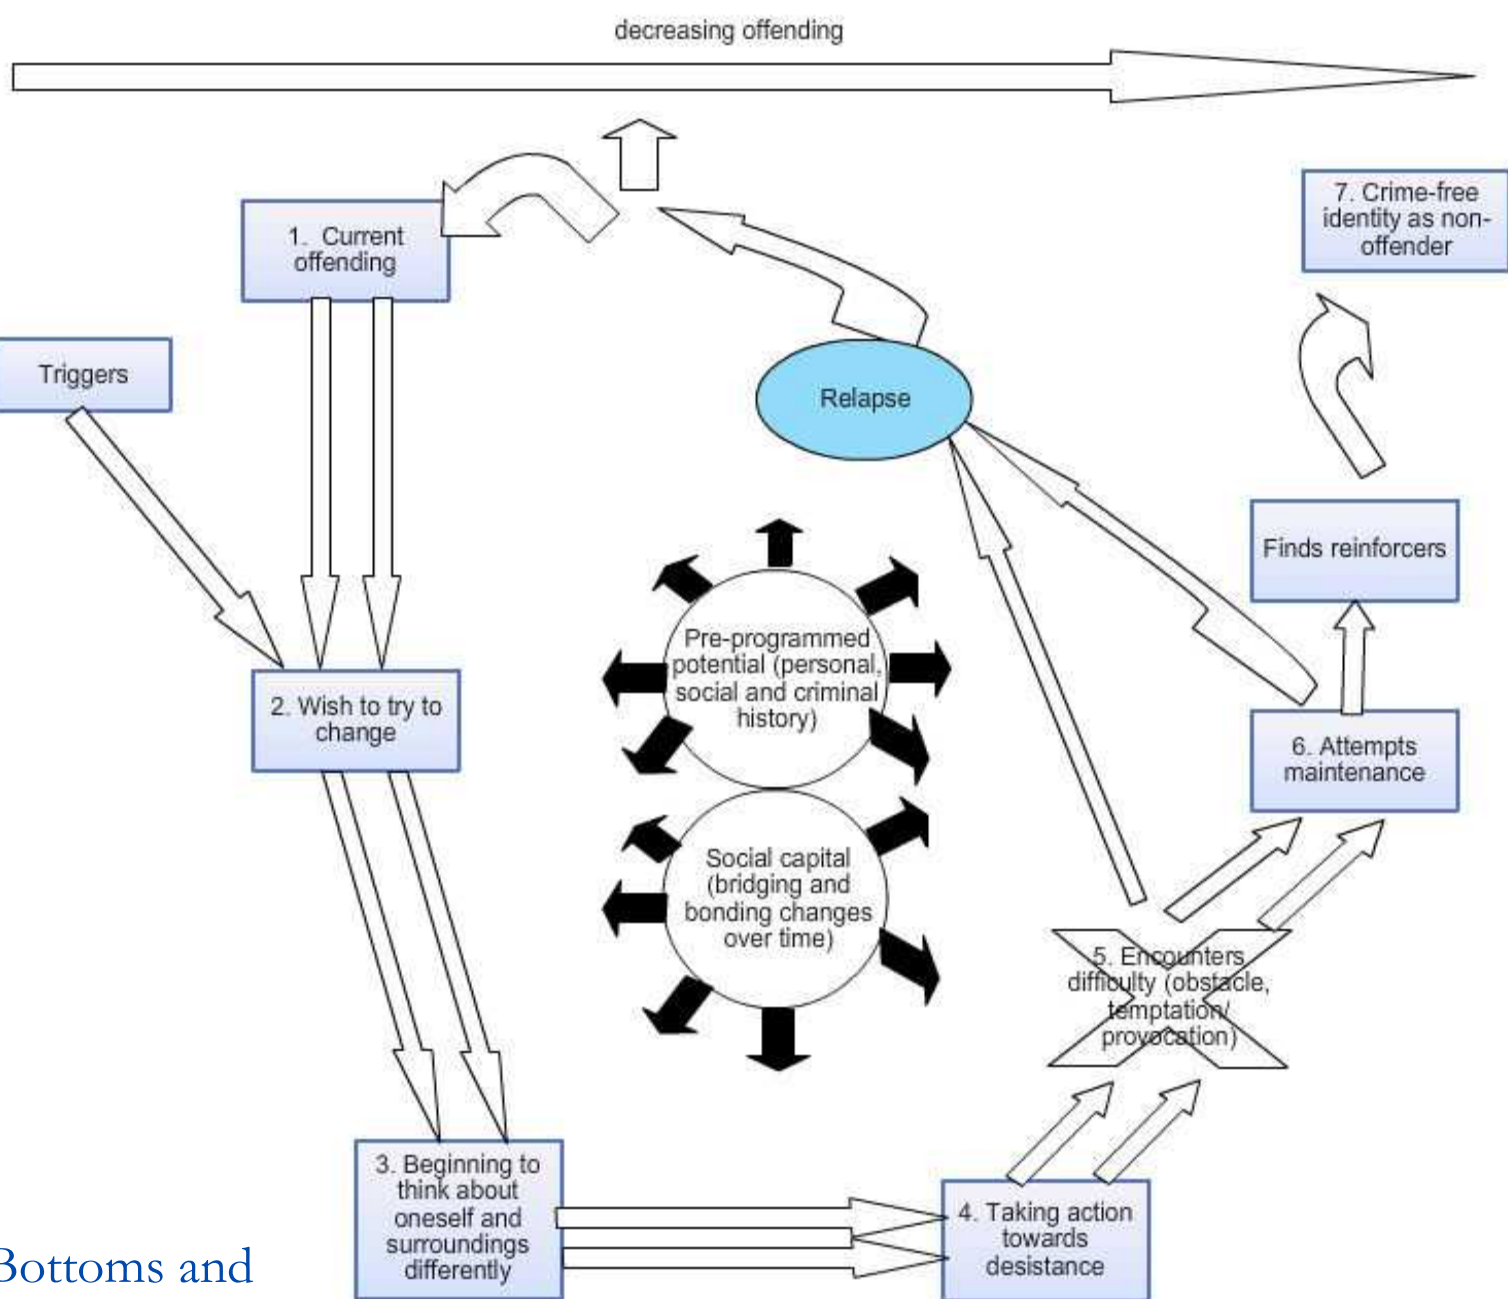 decreasing offending
1. Current
offending
7. Crime-free
identity as non-
offender
Triggers
Relapse
Finds reinforcers
Pre-programmed
potential (personal,
social and criminal
history)
2. Wish to try to
change
6. Attempts
maintenance
Social capital
(bridging and
bonding changes
over time)
5. Encounters
difficulty (obstacle,
temptation/
provocation)
3. Beginning to
think about
oneself and
surroundings
differently
4. Taking action
towards
desistance
Bottoms and